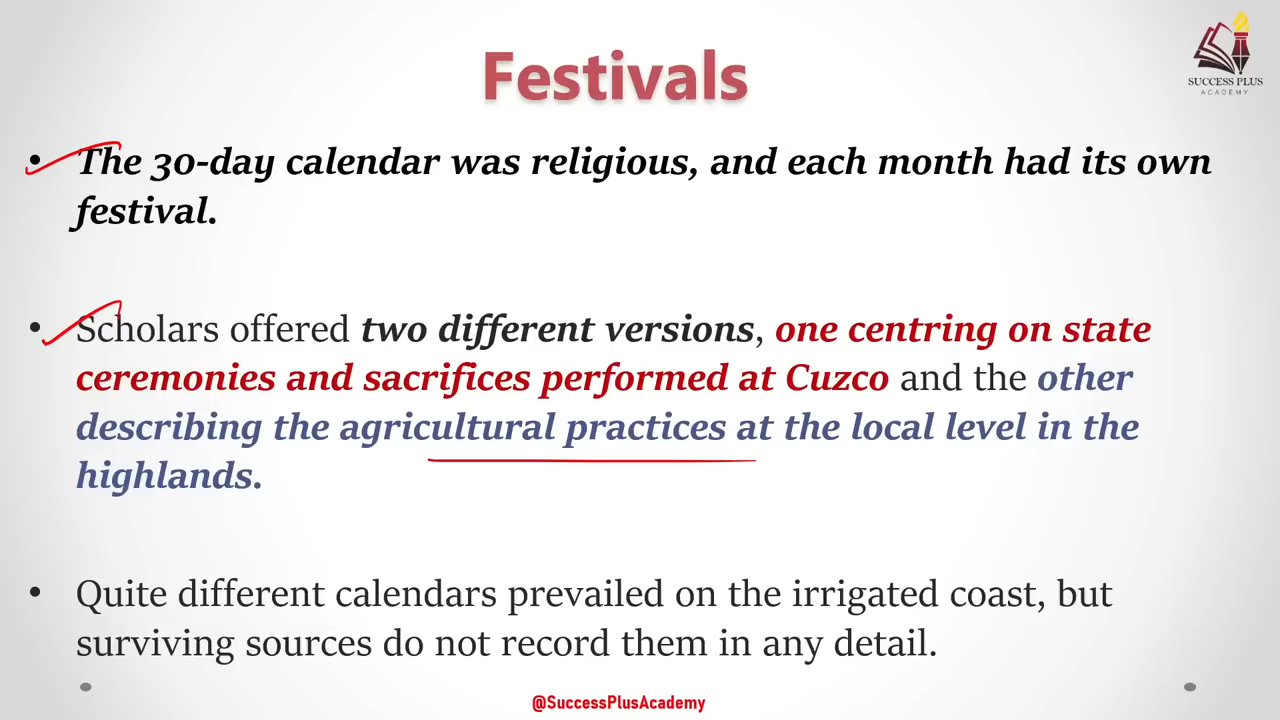 Festivals
SUCCESS PLUS
ACADEMY
• The 30-day calendar was religious, and each month had its own
festival.
• Scholars offered two different versions, one centring on state
ceremonies and sacrifices performed at Cuzco and the other
describing the agricultural practices at the local level in the
highlands.
• Quite different calendars prevailed on the irrigated coast, but
surviving sources do not record them in any detail.
@SuccessPlusAcademy